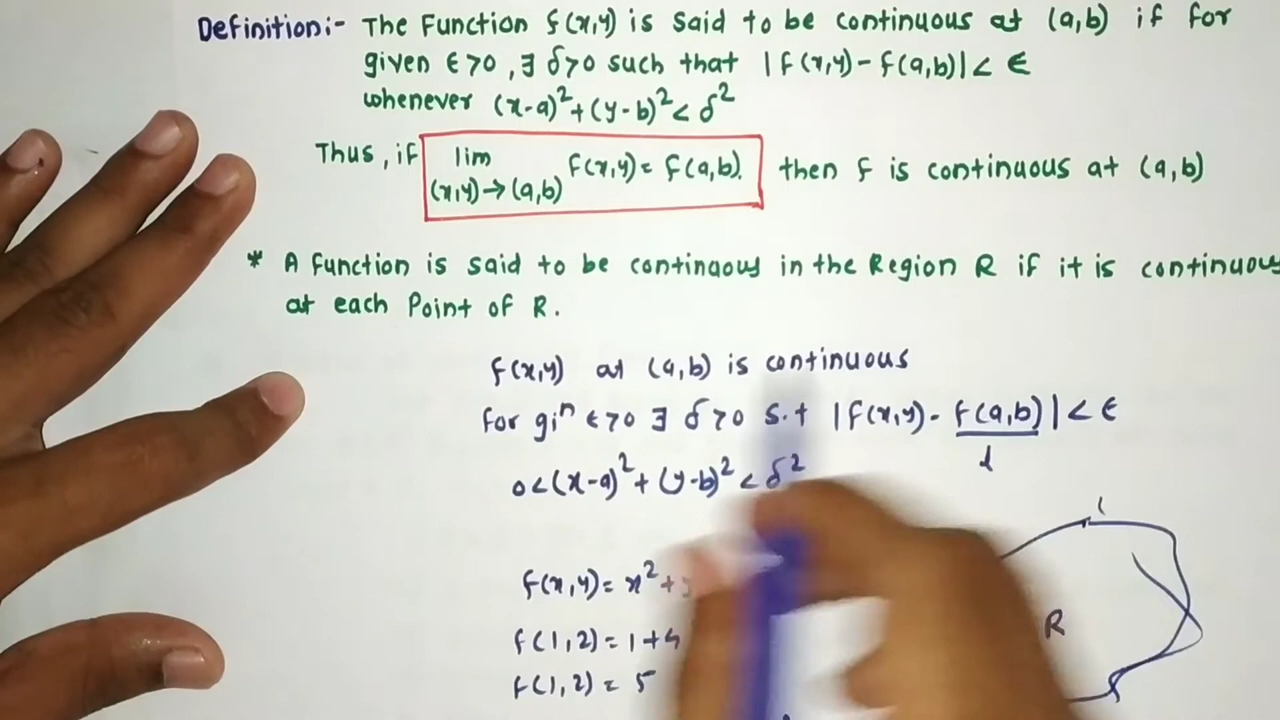 Definition:- The Function f(x,y) is said to be continuous at (a,b) if for
given ϵ>0, ∃ δ>0 such that |f(x,y)-f(a,b)|< ϵ
whenever (x-a)²+(y-b)²<δ²
Thus, if lim (x,y)→(a,b) f(x,y)= f(a,b). then f is continuous at (a,b)
* A function is said to be continuous in the Region R if it is continuous
at each Point of R.
f(x,y) at (a,b) is continuous
for giⁿ ϵ>0 ∃ δ>0 s.t |f(x,y)- f(a,b)|<ϵ
l
0<(x-a)²+(y-b)²<δ²
f(x,y)= x²+
f(1,2)= 1+4
f(1,2)= 5
R